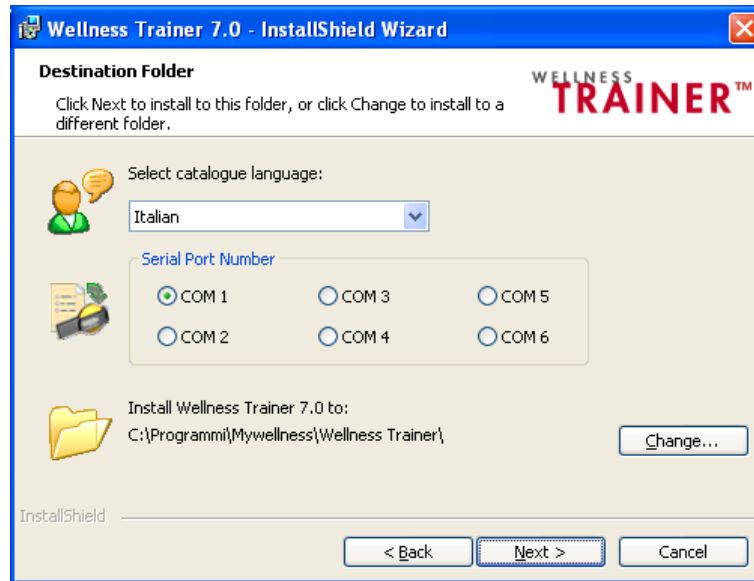 Wellness Trainer 7.0 - InstallShield Wizard
Destination Folder
Click Next to install to this folder, or click Change to install to a
different folder.
WELLNESS
TRAINER™
Select catalogue language:
Italian
Serial Port Number
COM 1
COM 3
COM 5
COM 2
COM 4
COM 6
Install Wellness Trainer 7.0 to:
C:\Programmi\Mywellness\Wellness Trainer\
Change...
InstallShield
< Back
Next >
Cancel